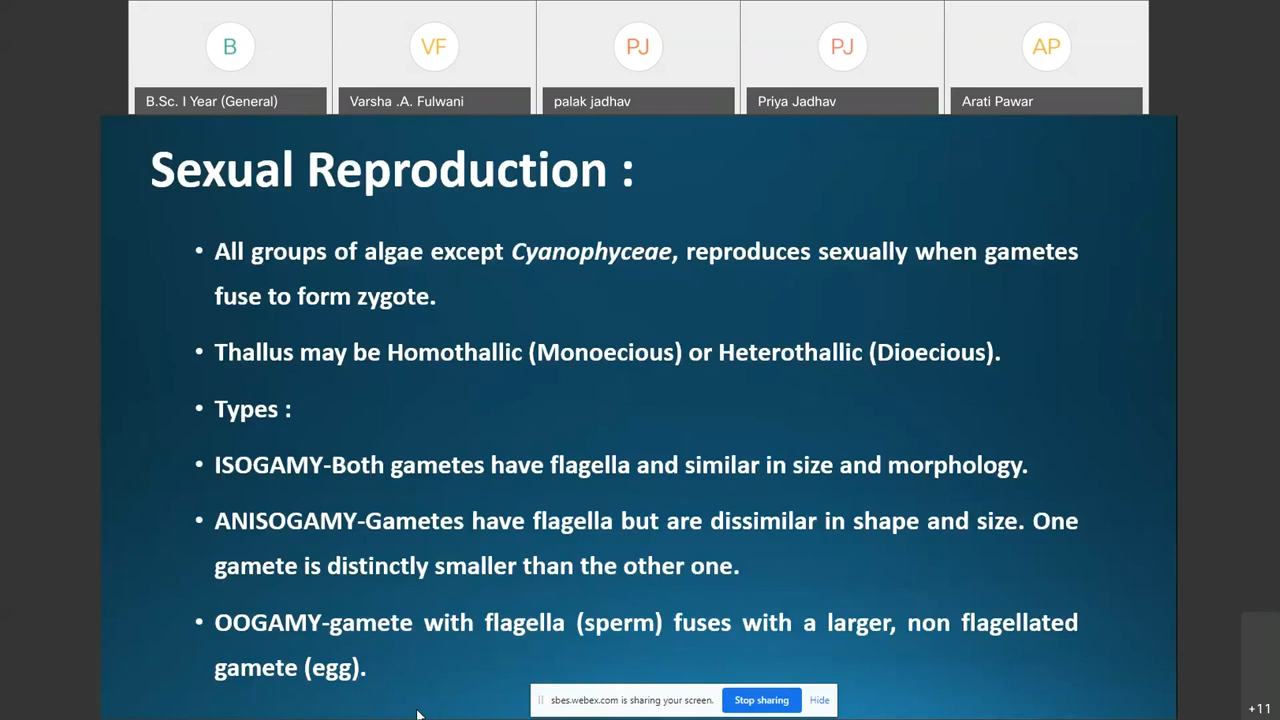 B
VF
PJ
PJ
AP
B.Sc. I Year (General)
Varsha .A. Fulwani
palak jadhav
Priya Jadhav
Arati Pawar
Sexual Reproduction :
• All groups of algae except Cyanophyceae, reproduces sexually when gametes
fuse to form zygote.
• Thallus may be Homothallic (Monoecious) or Heterothallic (Dioecious).
• Types :
• ISOGAMY-Both gametes have flagella and similar in size and morphology.
• ANISOGAMY-Gametes have flagella but are dissimilar in shape and size. One
gamete is distinctly smaller than the other one.
• OOGAMY-gamete with flagella (sperm) fuses with a larger, non flagellated
gamete (egg).
sbes.webex.com is sharing your screen.
Stop sharing
Hide
+11